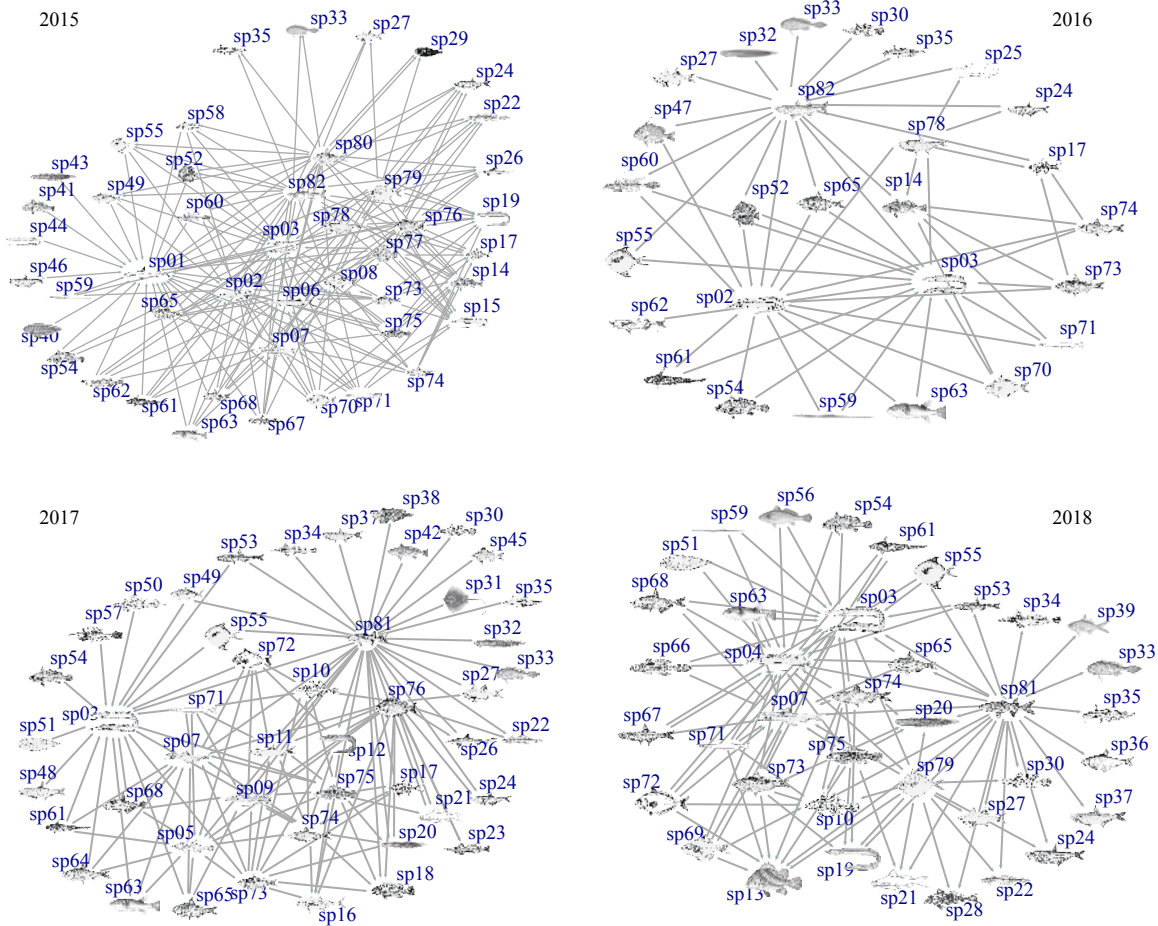 2015
sp33
sp27
sp35
sp29
sp24
sp22
sp58
sp55
sp80
sp52
sp26
sp43
sp82
sp79
sp41
sp49
sp60
sp78
sp76
sp19
sp44
sp03
sp77
sp17
sp46
sp01
sp14
sp59
sp02
sp08
sp65
sp06
sp73
sp15
sp40
sp07
sp75
sp54
sp62
sp74
sp61
sp68
sp70
sp71
sp63
sp67
2016
sp33
sp30
sp32
sp35
sp27
sp25
sp82
sp24
sp47
sp78
sp60
sp17
sp52
sp65
sp14
sp74
sp55
sp03
sp73
sp02
sp62
sp71
sp61
sp70
sp54
sp59
sp63
2017
sp38
sp37
sp30
sp34
sp42
sp53
sp45
sp50
sp49
sp31
sp35
sp57
sp55
sp81
sp32
sp72
sp54
sp10
sp33
sp27
sp76
sp71
sp51
sp03
sp07
sp11
sp12
sp26
sp22
sp48
sp68
sp09
sp75
sp17
sp24
sp21
sp61
sp05
sp74
sp20
sp23
sp64
sp63
sp65
sp73
sp18
sp16
2018
sp56
sp54
sp59
sp61
sp51
sp55
sp68
sp53
sp34
sp63
sp03
sp39
sp66
sp04
sp65
sp33
sp74
sp81
sp07
sp20
sp35
sp67
sp71
sp75
sp36
sp72
sp73
sp79
sp30
sp10
sp27
sp37
sp69
sp24
sp13
sp19
sp21
sp22
sp28